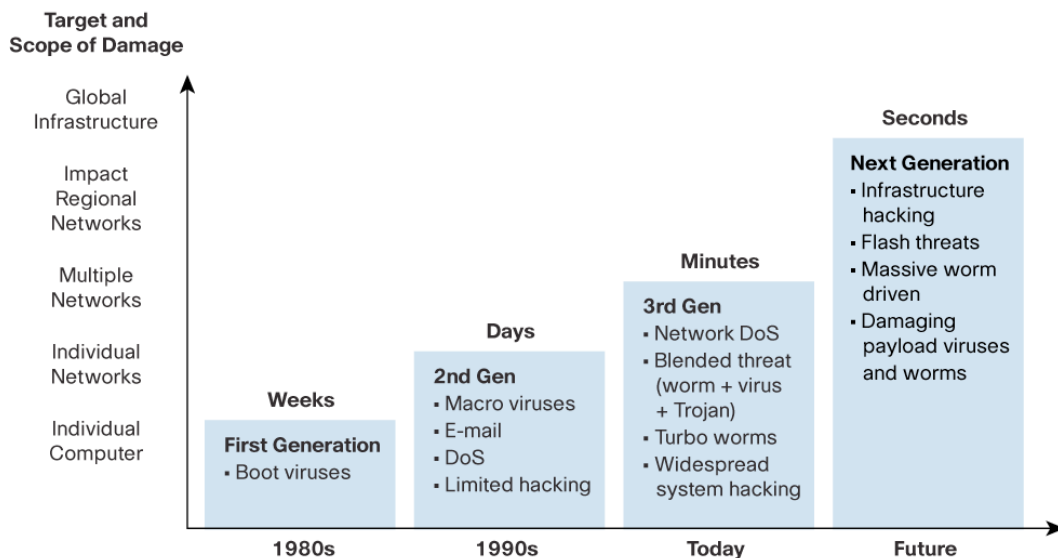 Target and
Scope of Damage
Global
Infrastructure
Impact
Regional
Networks
Multiple
Networks
Individual
Networks
Individual
Computer
Weeks
First Generation
▪ Boot viruses
1980s
Days
2nd Gen
▪ Macro viruses
▪ E-mail
▪ DoS
▪ Limited hacking
1990s
Minutes
3rd Gen
▪ Network DoS
▪ Blended threat
(worm + virus
+ Trojan)
▪ Turbo worms
▪ Widespread
system hacking
Today
Seconds
Next Generation
▪ Infrastructure
hacking
▪ Flash threats
▪ Massive worm
driven
▪ Damaging
payload viruses
and worms
Future